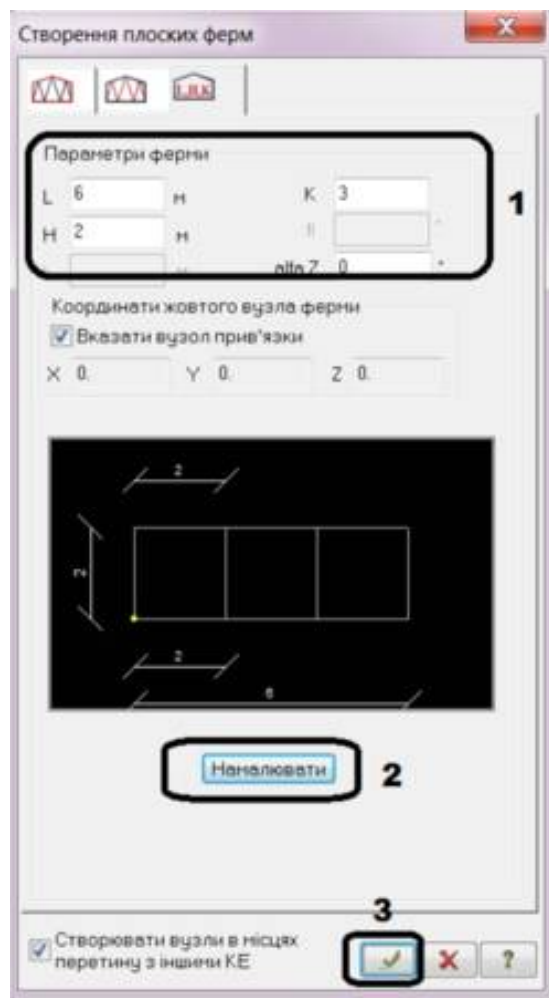 Створення плоских ферм
L,H,K
Параметри ферми
L 6 м K 3
H 2 м
alfa Z 0 °
1
Координати жовтого вузла ферми
Вказати вузол прив'язки
X 0. Y 0. Z 0.
2
2
2
6
Намалювати 2
3
Створювати вузли в місцях
перетину з іншими КЕ
?